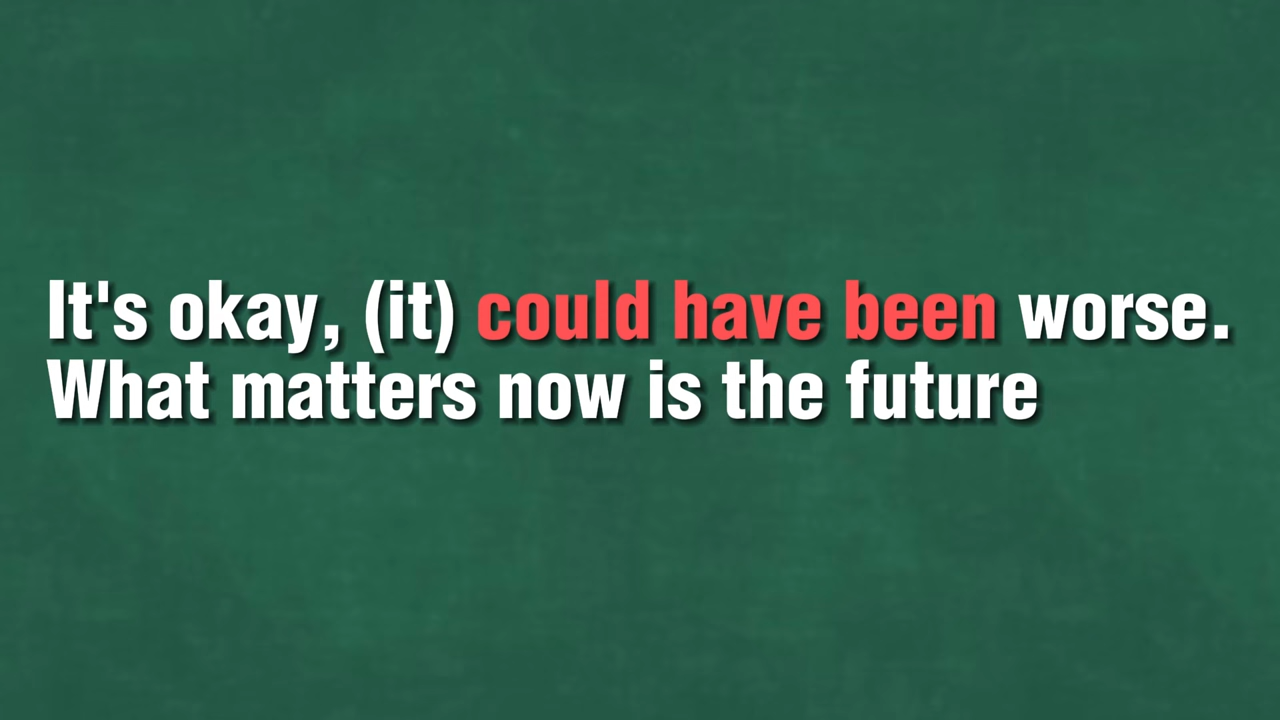 It's okay, (it) could have been worse.
What matters now is the future